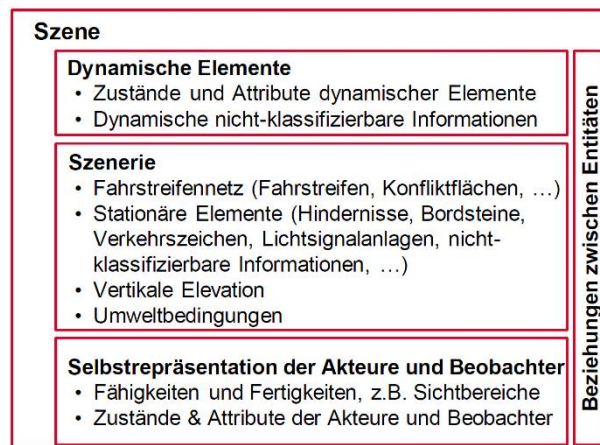 Szene
Dynamische Elemente
• Zustände und Attribute dynamischer Elemente
• Dynamische nicht-klassifizierbare Informationen
Szenerie
• Fahrstreifennetz (Fahrstreifen, Konfliktflächen, …)
• Stationäre Elemente (Hindernisse, Bordsteine,
Verkehrszeichen, Lichtsignalanlagen, nicht-
klassifizierbare Informationen, …)
• Vertikale Elevation
• Umweltbedingungen
Selbstrepräsentation der Akteure und Beobachter
• Fähigkeiten und Fertigkeiten, z.B. Sichtbereiche
• Zustände & Attribute der Akteure und Beobachter
Beziehungen zwischen Entitäten